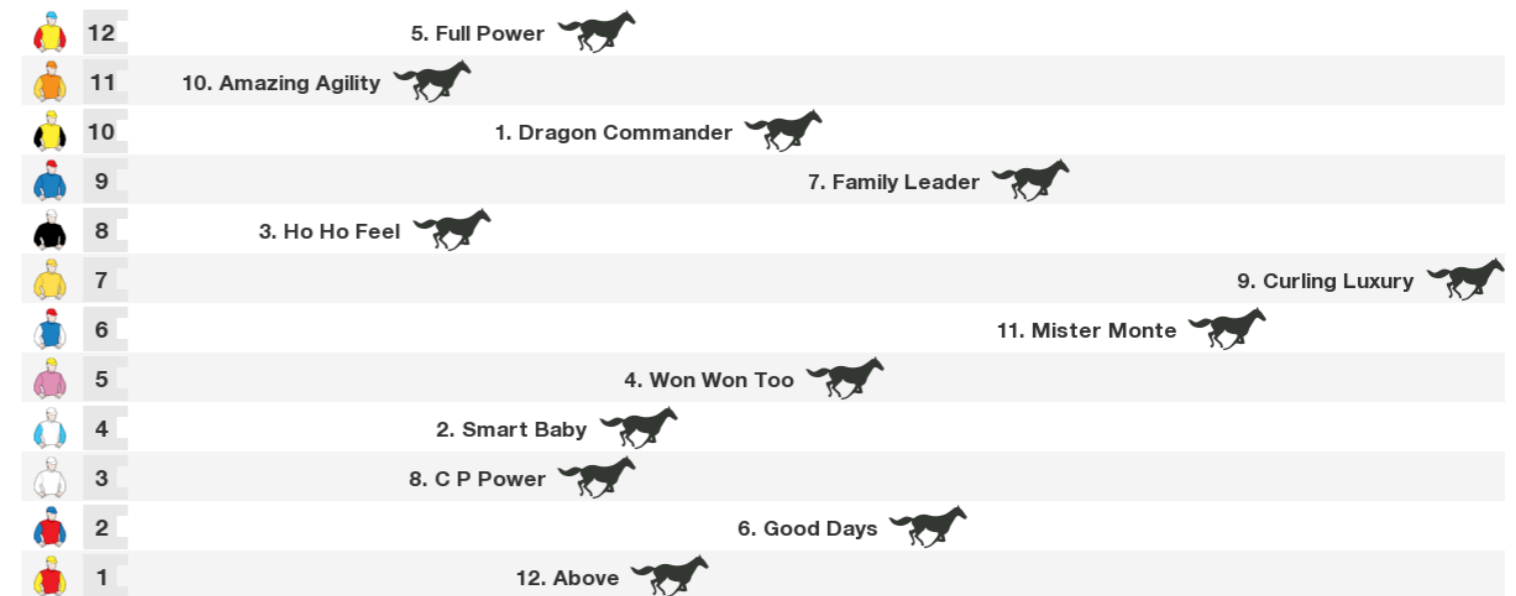 12 5. Full Power
11 10. Amazing Agility
10 1. Dragon Commander
9 7. Family Leader
8 3. Ho Ho Feel
7 9. Curling Luxury
6 11. Mister Monte
5 4. Won Won Too
4 2. Smart Baby
3 8. C P Power
2 6. Good Days
1 12. Above